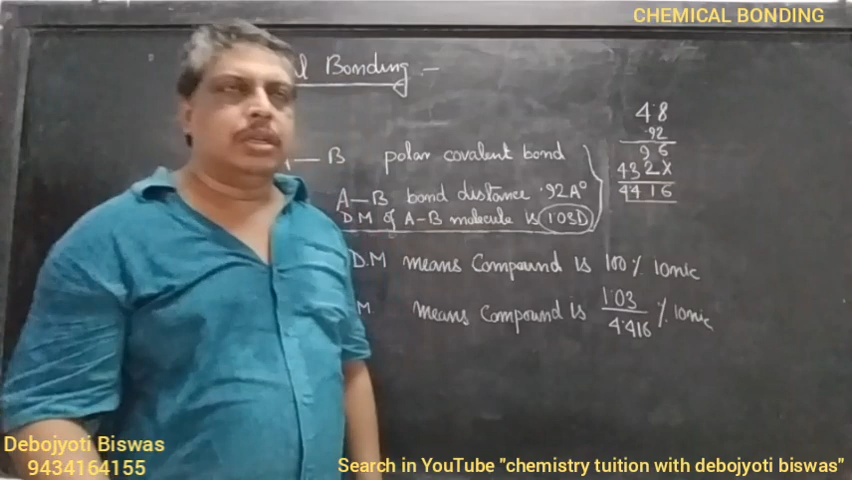 CHEMICAL BONDING
l Bonding :-
A — B polar covalent bond
A—B bond distance .92A°
D.M of A-B molecule is 1.03D
D.M means Compound is 100% ionic
M. means Compound is 1.03/4.416 % ionic
4.8
.92
9 6
432X
4416
Debojyoti Biswas
9434164155
Search in YouTube "chemistry tuition with debojyoti biswas"